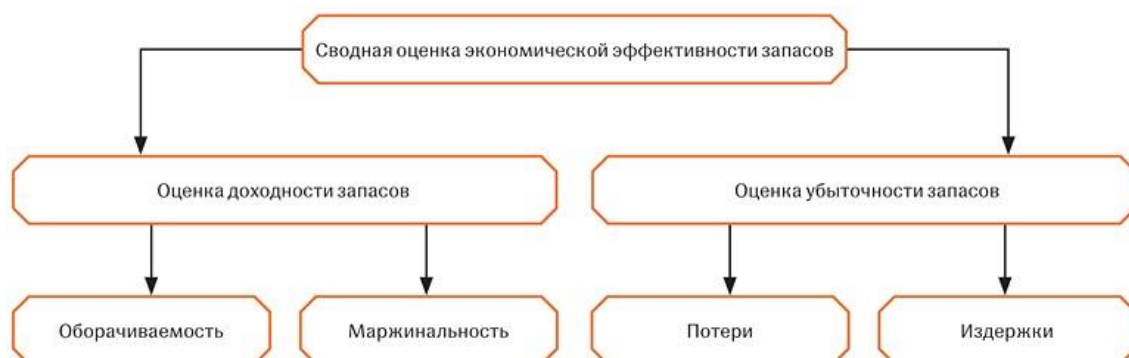 Сводная оценка экономической эффективности запасов
Оценка доходности запасов
Оценка убыточности запасов
Оборачиваемость
Маржинальность
Потери
Издержки